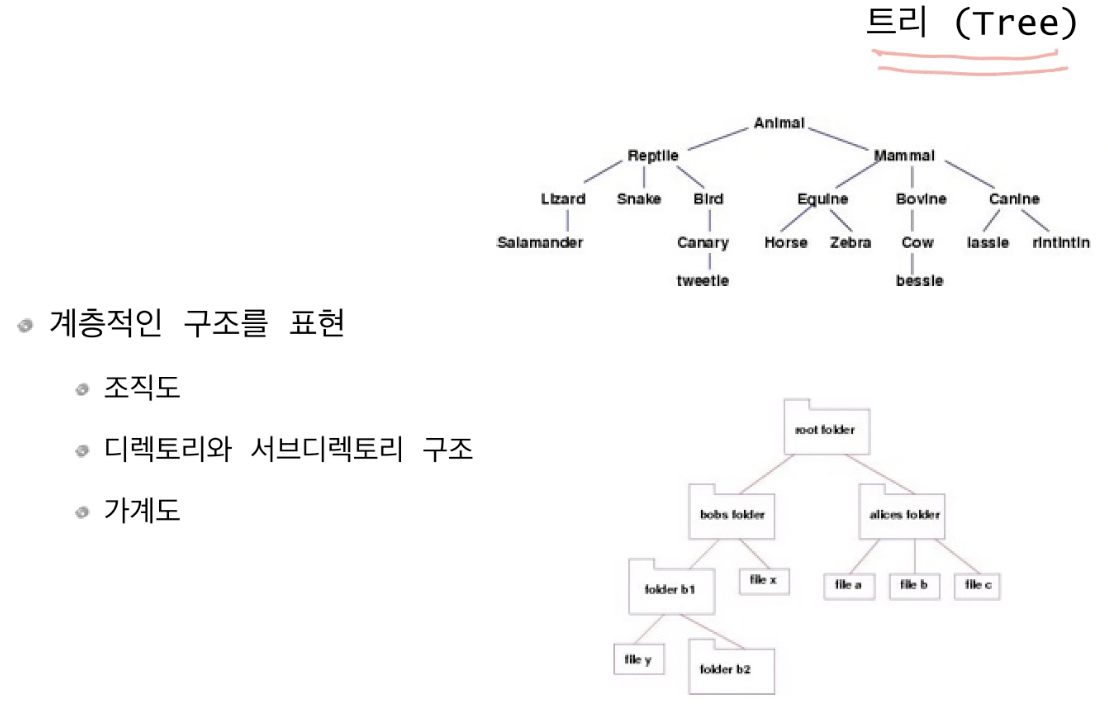 트리 (Tree)
Animal
Reptile Mammal
Lizard Snake Bird Equine Bovine Canine
Salamander Canary Horse Zebra Cow lassie rintintin
tweetie bessie
계층적인 구조를 표현
조직도
디렉토리와 서브디렉토리 구조
가계도
root folder
bobs folder alices folder
folder b1 file x file a file b file c
file y folder b2